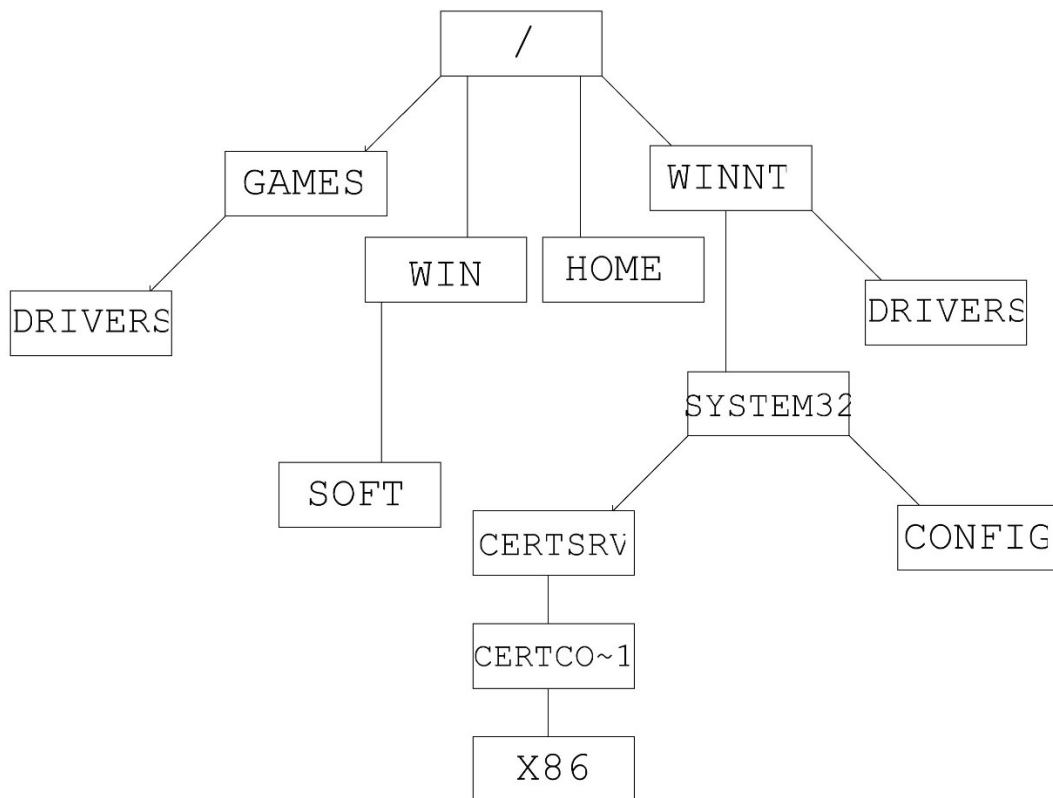 /
GAMES
WINNT
WIN
HOME
DRIVERS
DRIVERS
SYSTEM32
SOFT
CERTSRV
CONFIG
CERTCO~1
X86